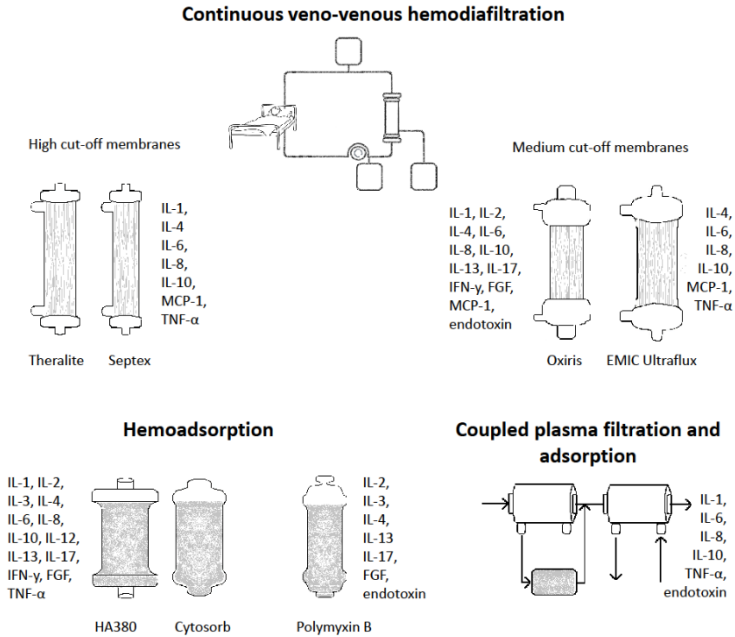 Continuous veno-venous hemodiafiltration
High cut-off membranes
IL-1,
IL-4
IL-6,
IL-8,
IL-10,
MCP-1,
TNF-α
Theralite
Septex
Medium cut-off membranes
IL-1, IL-2,
IL-4, IL-6,
IL-8, IL-10,
IL-13, IL-17,
IFN-γ, FGF,
MCP-1,
endotoxin
IL-4,
IL-6,
IL-8,
IL-10,
MCP-1,
TNF-α
Oxiris
EMIC Ultraflux
Hemoadsorption
IL-1, IL-2,
IL-3, IL-4,
IL-6, IL-8,
IL-10, IL-12,
IL-13, IL-17,
IFN-γ, FGF,
TNF-α
IL-2,
IL-3,
IL-4,
IL-13
IL-17,
FGF,
endotoxin
HA380
Cytosorb
Polymyxin B
Coupled plasma filtration and
adsorption
IL-1,
IL-6,
IL-8,
IL-10,
TNF-α,
endotoxin